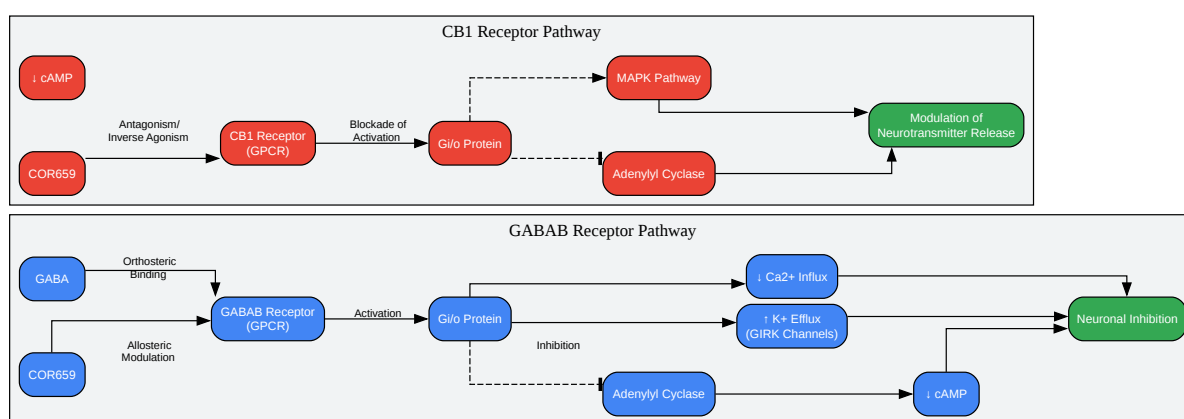 CB1 Receptor Pathway
↓ cAMP
MAPK Pathway
Antagonism/
Inverse Agonism
CB1 Receptor
(GPCR)
Blockade of
Activation
Gi/o Protein
Modulation of
Neurotransmitter Release
COR659
Adenylyl Cyclase
GABAB Receptor Pathway
GABA
Orthosteric
Binding
↓ Ca2+ Influx
GABAB Receptor
(GPCR)
Activation
Gi/o Protein
↑ K+ Efflux
(GIRK Channels)
Neuronal Inhibition
Allosteric
Modulation
Inhibition
COR659
Adenylyl Cyclase
↓ cAMP